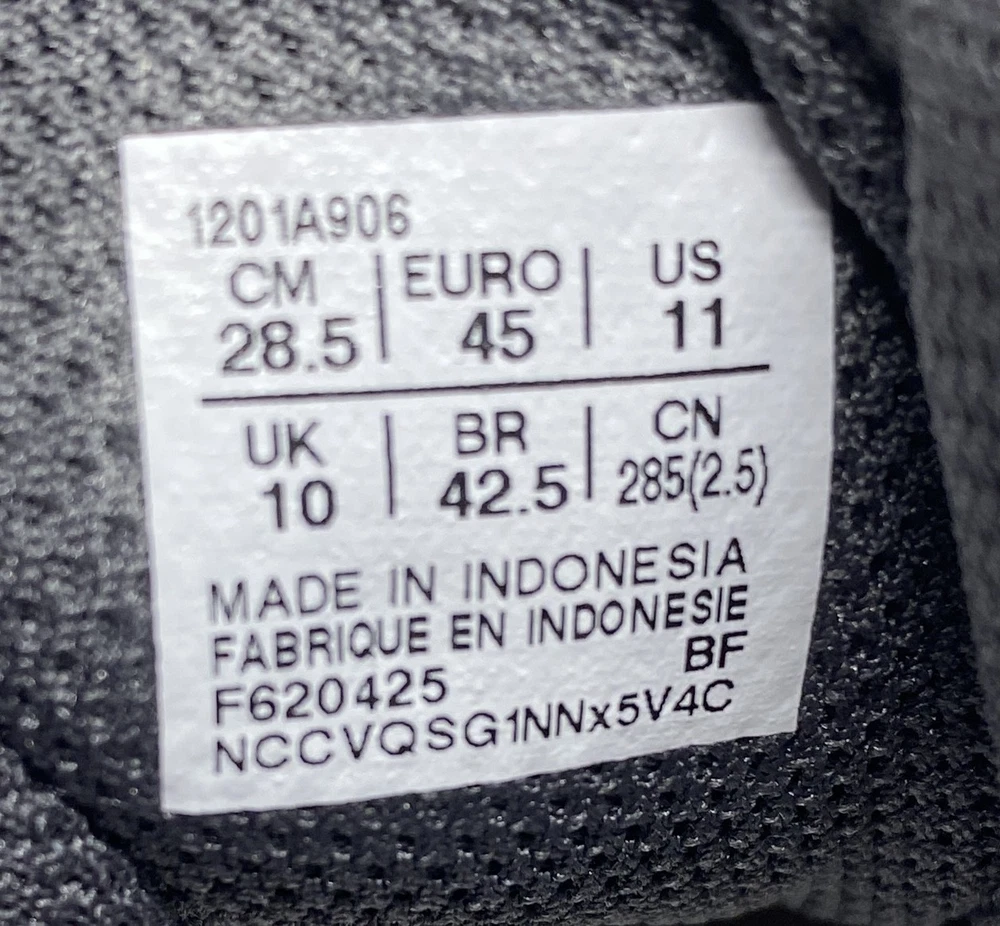 1201A906
CM | EURO | US
28.5 | 45 | 11
UK | BR | CN
10 | 42.5 | 285(2.5)
MADE IN INDONESIA
FABRIQUE EN INDONESIE
F620425 BF
NCCVQSG1NNx5V4C